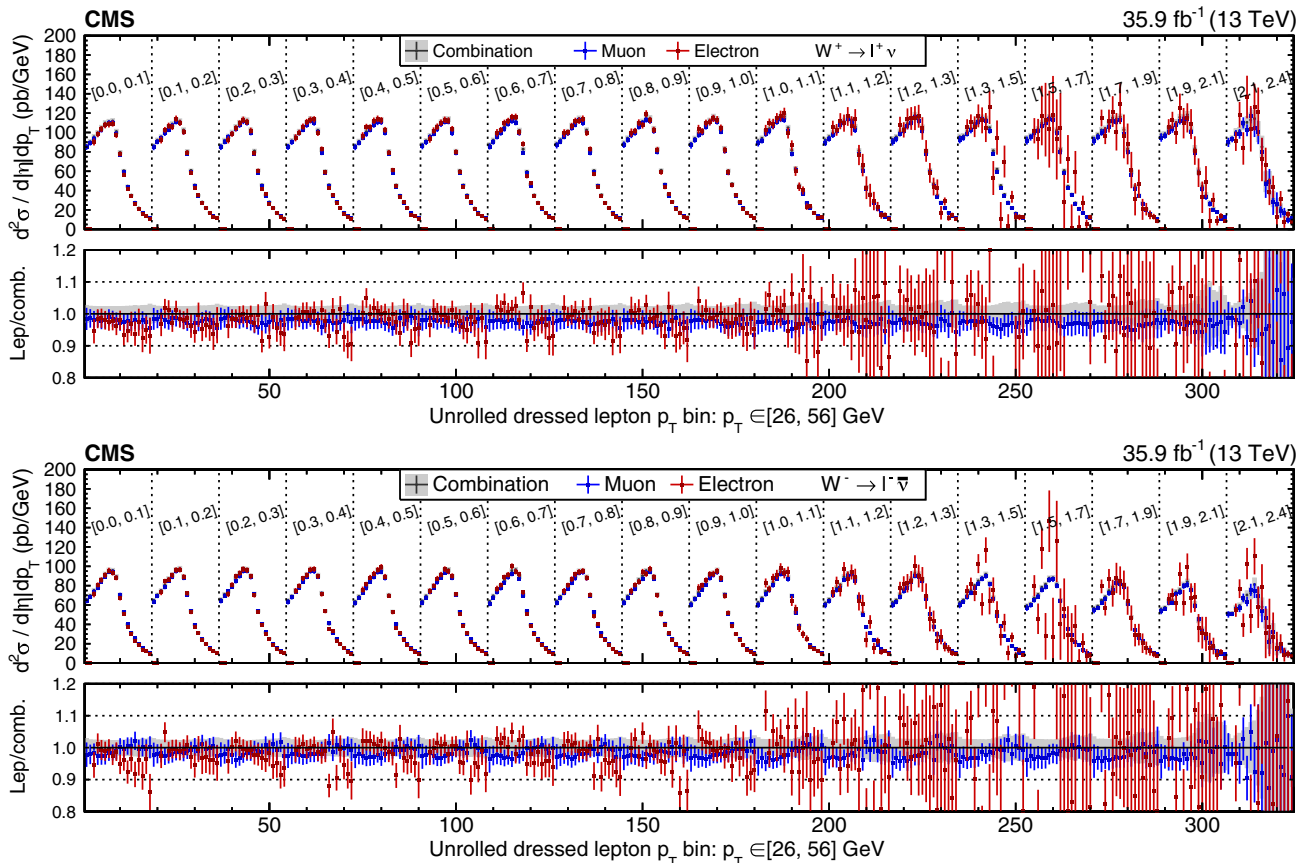 CMS 35.9 fb⁻¹ (13 TeV)
d²σ / d|η|dp_T (pb/GeV)
200
180
160
140
120
100
80
60
40
20
0
Combination Muon Electron W⁺ → l⁺ ν
[0.0, 0.1] [0.1, 0.2] [0.2, 0.3] [0.3, 0.4] [0.4, 0.5] [0.5, 0.6] [0.6, 0.7] [0.7, 0.8] [0.8, 0.9] [0.9, 1.0] [1.0, 1.1] [1.1, 1.2] [1.2, 1.3] [1.3, 1.5] [1.5, 1.7] [1.7, 1.9] [1.9, 2.1] [2.1, 2.4]
Lep/comb.
1.2
1.1
1.0
0.9
0.8
50 100 150 200 250 300
Unrolled dressed lepton p_T bin: p_T ∈[26, 56] GeV
CMS 35.9 fb⁻¹ (13 TeV)
d²σ / d|η|dp_T (pb/GeV)
200
180
160
140
120
100
80
60
40
20
0
Combination Muon Electron W⁻ → l⁻ ν̅
[0.0, 0.1] [0.1, 0.2] [0.2, 0.3] [0.3, 0.4] [0.4, 0.5] [0.5, 0.6] [0.6, 0.7] [0.7, 0.8] [0.8, 0.9] [0.9, 1.0] [1.0, 1.1] [1.1, 1.2] [1.2, 1.3] [1.3, 1.5] [1.5, 1.7] [1.7, 1.9] [1.9, 2.1] [2.1, 2.4]
Lep/comb.
1.2
1.1
1.0
0.9
0.8
50 100 150 200 250 300
Unrolled dressed lepton p_T bin: p_T ∈[26, 56] GeV